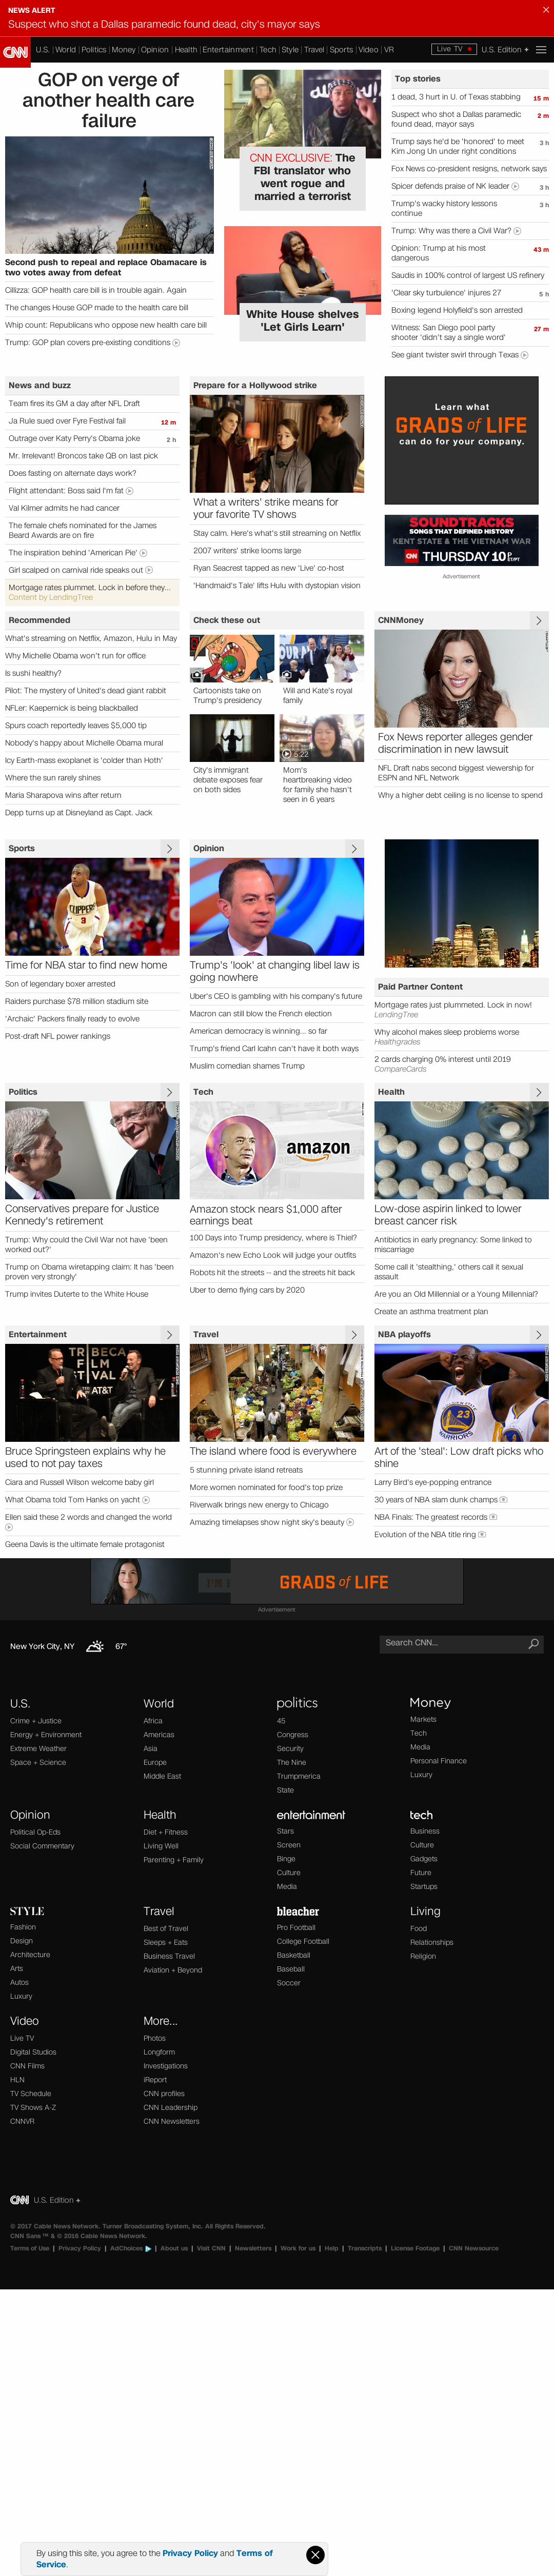 NEWS ALERT
Suspect who shot a Dallas paramedic found dead, city's mayor says
CNN
U.S. World Politics Money Opinion Health Entertainment Tech Style Travel Sports Video VR
Live TV
U.S. Edition +
GOP on verge of
another health care
failure
Second push to repeal and replace Obamacare is
two votes away from defeat
Cillizza: GOP health care bill is in trouble again. Again
The changes House GOP made to the health care bill
Whip count: Republicans who oppose new health care bill
Trump: GOP plan covers pre-existing conditions
CNN EXCLUSIVE: The
FBI translator who
went rogue and
married a terrorist
White House shelves
'Let Girls Learn'
Top stories
1 dead, 3 hurt in U. of Texas stabbing 15 m
Suspect who shot a Dallas paramedic 2 m
found dead, mayor says
Trump says he'd be 'honored' to meet 3 h
Kim Jong Un under right conditions
Fox News co-president resigns, network says
Spicer defends praise of NK leader 3 h
Trump's wacky history lessons 3 h
continue
Trump: Why was there a Civil War?
Opinion: Trump at his most 43 m
dangerous
Saudis in 100% control of largest US refinery
'Clear sky turbulence' injures 27 5 h
Boxing legend Holyfield's son arrested
Witness: San Diego pool party 27 m
shooter 'didn't say a single word'
See giant twister swirl through Texas
News and buzz
Team fires its GM a day after NFL Draft
Ja Rule sued over Fyre Festival fail 12 m
Outrage over Katy Perry's Obama joke 2 h
Mr. Irrelevant! Broncos take QB on last pick
Does fasting on alternate days work?
Flight attendant: Boss said I'm fat
Val Kilmer admits he had cancer
The female chefs nominated for the James
Beard Awards are on fire
The inspiration behind 'American Pie'
Girl scalped on carnival ride speaks out
Mortgage rates plummet. Lock in before they...
Content by LendingTree
Prepare for a Hollywood strike
What a writers' strike means for
your favorite TV shows
Stay calm. Here's what's still streaming on Netflix
2007 writers' strike looms large
Ryan Seacrest tapped as new 'Live' co-host
'Handmaid's Tale' lifts Hulu with dystopian vision
Learn what
GRADS of LIFE
can do for your company.
SOUNDTRACKS
SONGS THAT DEFINED HISTORY
KENT STATE & THE VIETNAM WAR
CNN THURSDAY 10P ET/PT
Advertisement
Recommended
What's streaming on Netflix, Amazon, Hulu in May
Why Michelle Obama won't run for office
Is sushi healthy?
Pilot: The mystery of United's dead giant rabbit
NFLer: Kaepernick is being blackballed
Spurs coach reportedly leaves $5,000 tip
Nobody's happy about Michelle Obama mural
Icy Earth-mass exoplanet is 'colder than Hoth'
Where the sun rarely shines
Maria Sharapova wins after return
Depp turns up at Disneyland as Capt. Jack
Check these out
Cartoonists take on
Trump's presidency
Will and Kate's royal
family
5:22
City's immigrant
debate exposes fear
on both sides
Mom's
heartbreaking video
for family she hasn't
seen in 6 years
CNNMoney
Fox News reporter alleges gender
discrimination in new lawsuit
NFL Draft nabs second biggest viewership for
ESPN and NFL Network
Why a higher debt ceiling is no license to spend
Sports
CLIPPERS
3
Time for NBA star to find new home
Son of legendary boxer arrested
Raiders purchase $78 million stadium site
'Archaic' Packers finally ready to evolve
Post-draft NFL power rankings
Opinion
Trump's 'look' at changing libel law is
going nowhere
Uber's CEO is gambling with his company's future
Macron can still blow the French election
American democracy is winning... so far
Trump's friend Carl Icahn can't have it both ways
Muslim comedian shames Trump
Paid Partner Content
Mortgage rates just plummeted. Lock in now!
LendingTree
Why alcohol makes sleep problems worse
Healthgrades
2 cards charging 0% interest until 2019
CompareCards
Politics
Conservatives prepare for Justice
Kennedy's retirement
Trump: Why could the Civil War not have 'been
worked out?'
Trump on Obama wiretapping claim: It has 'been
proven very strongly'
Trump invites Duterte to the White House
Tech
amazon
Amazon stock nears $1,000 after
earnings beat
100 Days into Trump presidency, where is Thiel?
Amazon's new Echo Look will judge your outfits
Robots hit the streets -- and the streets hit back
Uber to demo flying cars by 2020
Health
Low-dose aspirin linked to lower
breast cancer risk
Antibiotics in early pregnancy: Some linked to
miscarriage
Some call it 'stealthing,' others call it sexual
assault
Are you an Old Millennial or a Young Millennial?
Create an asthma treatment plan
Entertainment
TRIBECA
FILM
FESTIVAL
AT&T
Bruce Springsteen explains why he
used to not pay taxes
Ciara and Russell Wilson welcome baby girl
What Obama told Tom Hanks on yacht
Ellen said these 2 words and changed the world
Geena Davis is the ultimate female protagonist
Travel
The island where food is everywhere
5 stunning private island retreats
More women nominated for food's top prize
Riverwalk brings new energy to Chicago
Amazing timelapses show night sky's beauty
NBA playoffs
WARRIORS
23
Art of the 'steal': Low draft picks who
shine
Larry Bird's eye-popping entrance
30 years of NBA slam dunk champs
NBA Finals: The greatest records
Evolution of the NBA title ring
GRADS of LIFE
Advertisement
New York City, NY 67°
Search CNN...
U.S.
Crime + Justice
Energy + Environment
Extreme Weather
Space + Science
World
Africa
Americas
Asia
Europe
Middle East
politics
45
Congress
Security
The Nine
Trumpmerica
State
Money
Markets
Tech
Media
Personal Finance
Luxury
Opinion
Political Op-Eds
Social Commentary
Health
Diet + Fitness
Living Well
Parenting + Family
entertainment
Stars
Screen
Binge
Culture
Media
tech
Business
Culture
Gadgets
Future
Startups
STYLE
Fashion
Design
Architecture
Arts
Autos
Luxury
Travel
Best of Travel
Sleeps + Eats
Business Travel
Aviation + Beyond
bleacher
Pro Football
College Football
Basketball
Baseball
Soccer
Living
Food
Relationships
Religion
Video
Live TV
Digital Studios
CNN Films
HLN
TV Schedule
TV Shows A-Z
CNNVR
More...
Photos
Longform
Investigations
iReport
CNN profiles
CNN Leadership
CNN Newsletters
CNN U.S. Edition +
© 2017 Cable News Network. Turner Broadcasting System, Inc. All Rights Reserved.
CNN Sans ™ & © 2016 Cable News Network.
Terms of Use | Privacy Policy | AdChoices | About us | Visit CNN | Newsletters | Work for us | Help | Transcripts | License Footage | CNN Newsource
By using this site, you agree to the Privacy Policy and Terms of
Service.